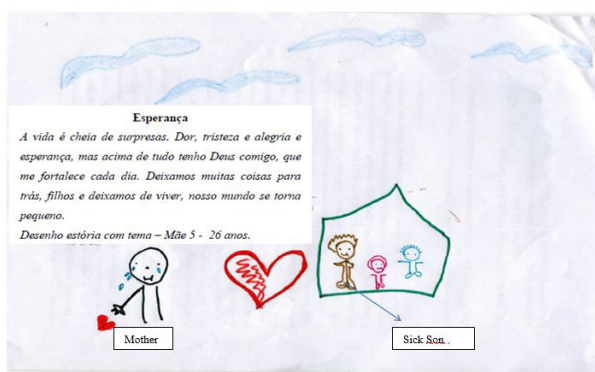 Esperança
A vida é cheia de surpresas. Dor, tristeza e alegria e
esperança, mas acima de tudo tenho Deus comigo, que
me fortalece cada dia. Deixamos muitas coisas para
trás, filhos e deixamos de viver, nosso mundo se torna
pequeno.
Desenho estória com tema – Mãe 5 - 26 anos.
Mother
Sick Son .